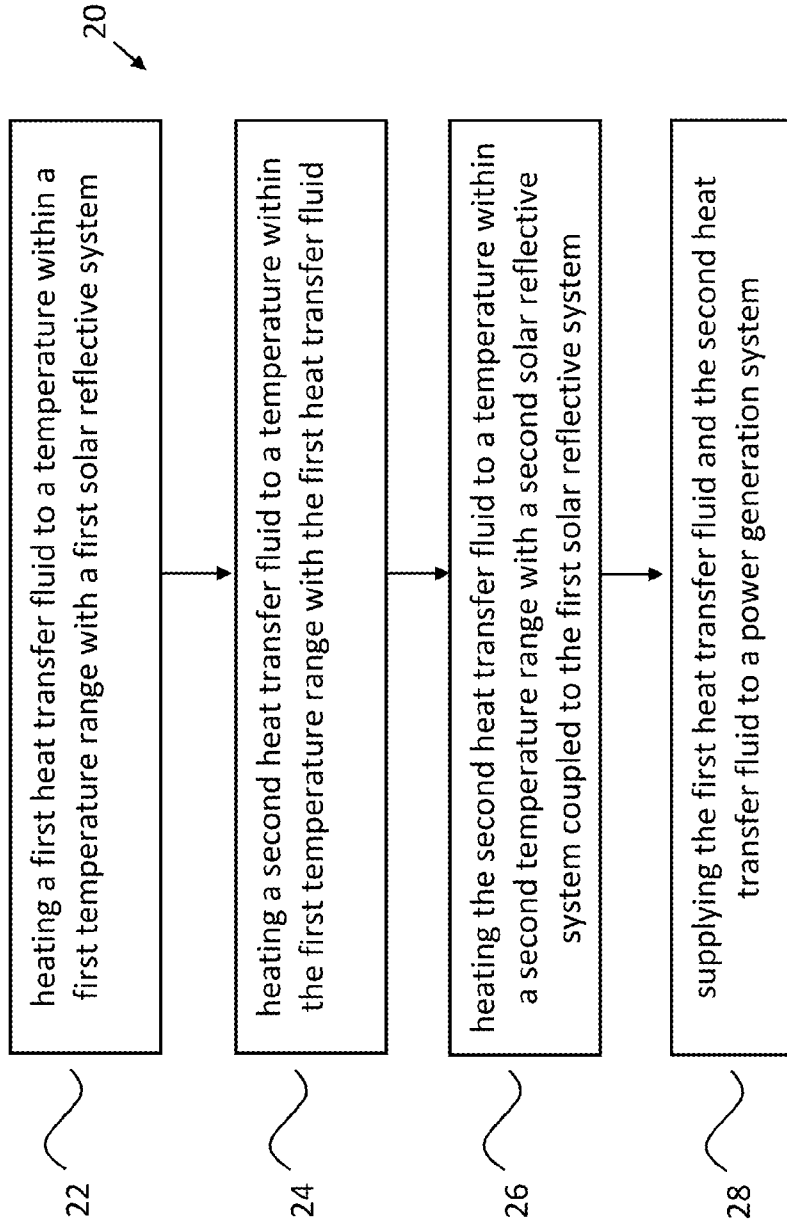 20
22
heating a first heat transfer fluid to a temperature within a
first temperature range with a first solar reflective system
24
heating a second heat transfer fluid to a temperature within
the first temperature range with the first heat transfer fluid
26
heating the second heat transfer fluid to a temperature within
a second temperature range with a second solar reflective
system coupled to the first solar reflective system
28
supplying the first heat transfer fluid and the second heat
transfer fluid to a power generation system